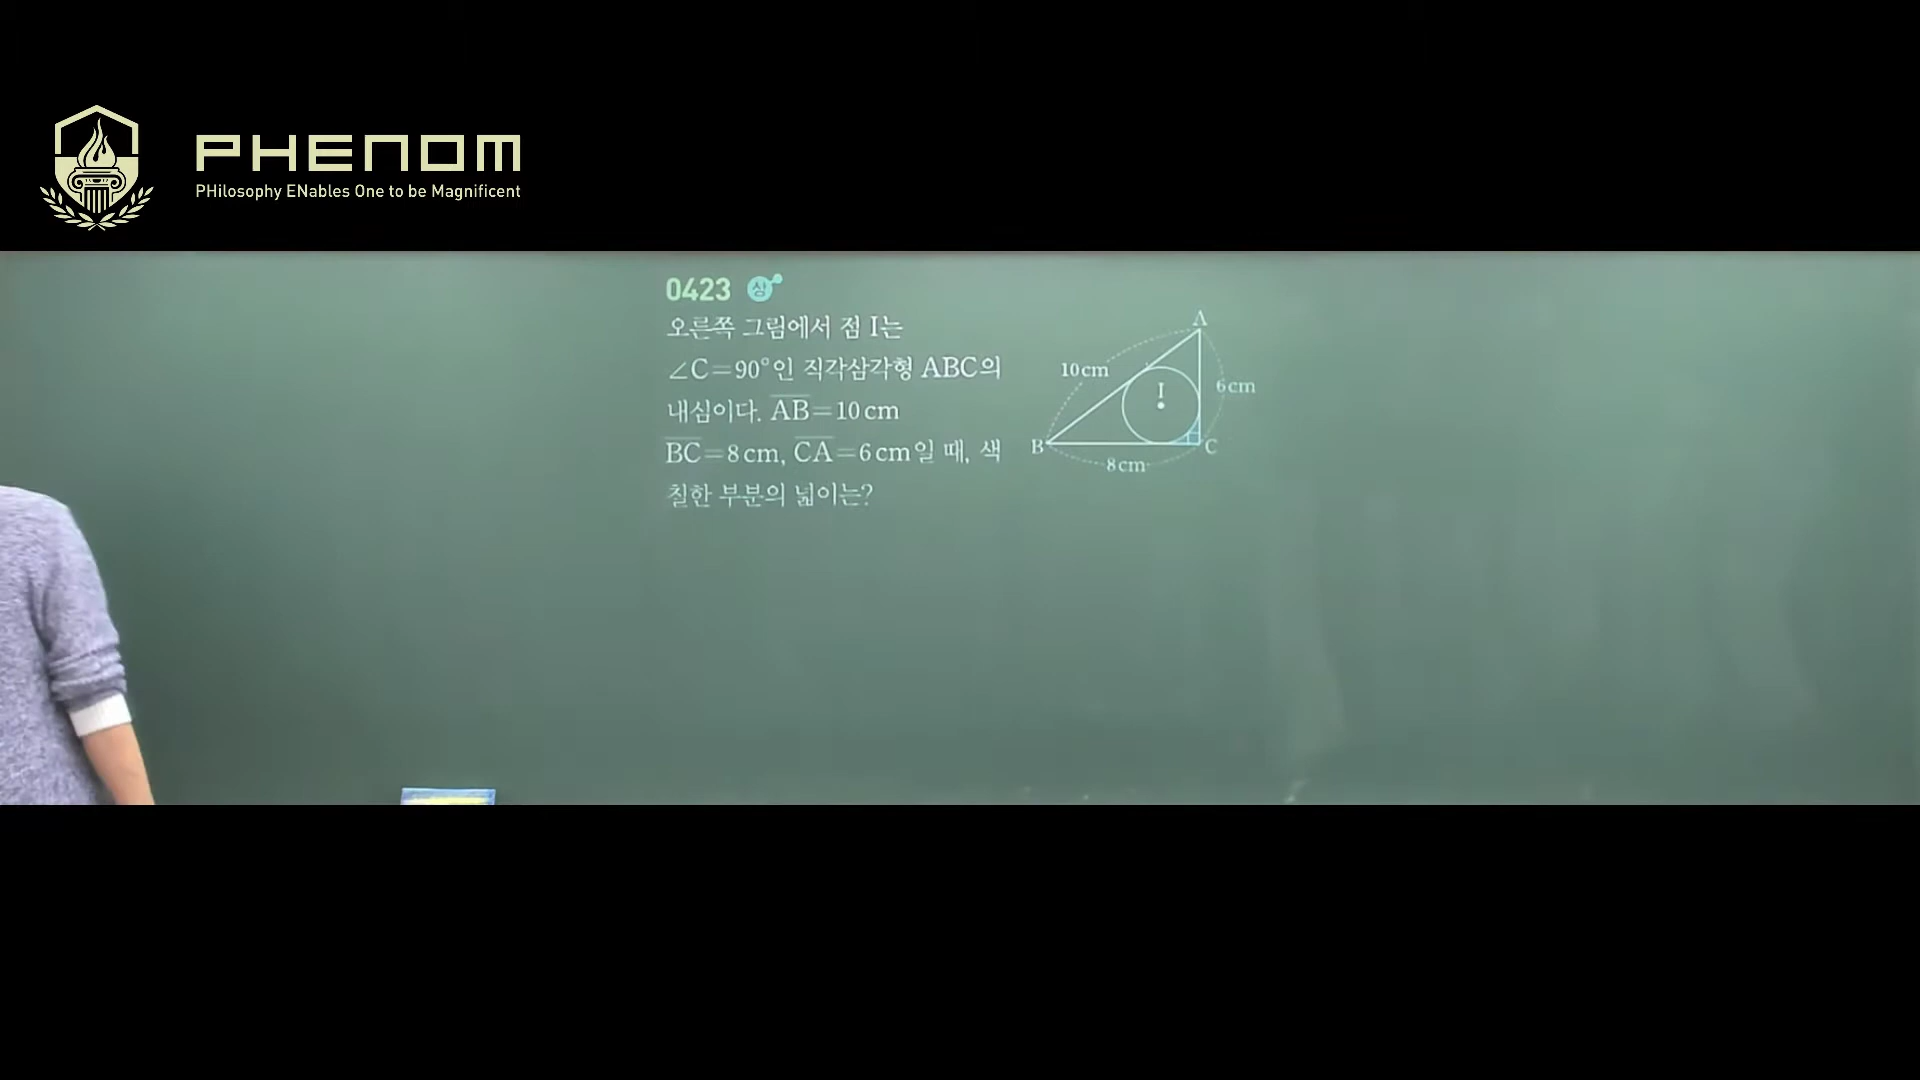 PHENOM
PHilosophy ENables One to be Magnificent
0423 상
오른쪽 그림에서 점 I는
∠C=90°인 직각삼각형 ABC의
내심이다. A͞B͞=10 cm
B͞C͞=8 cm, C͞A͞=6 cm일 때, 색
칠한 부분의 넓이는?
A
10 cm
I
6 cm
B
C
8 cm